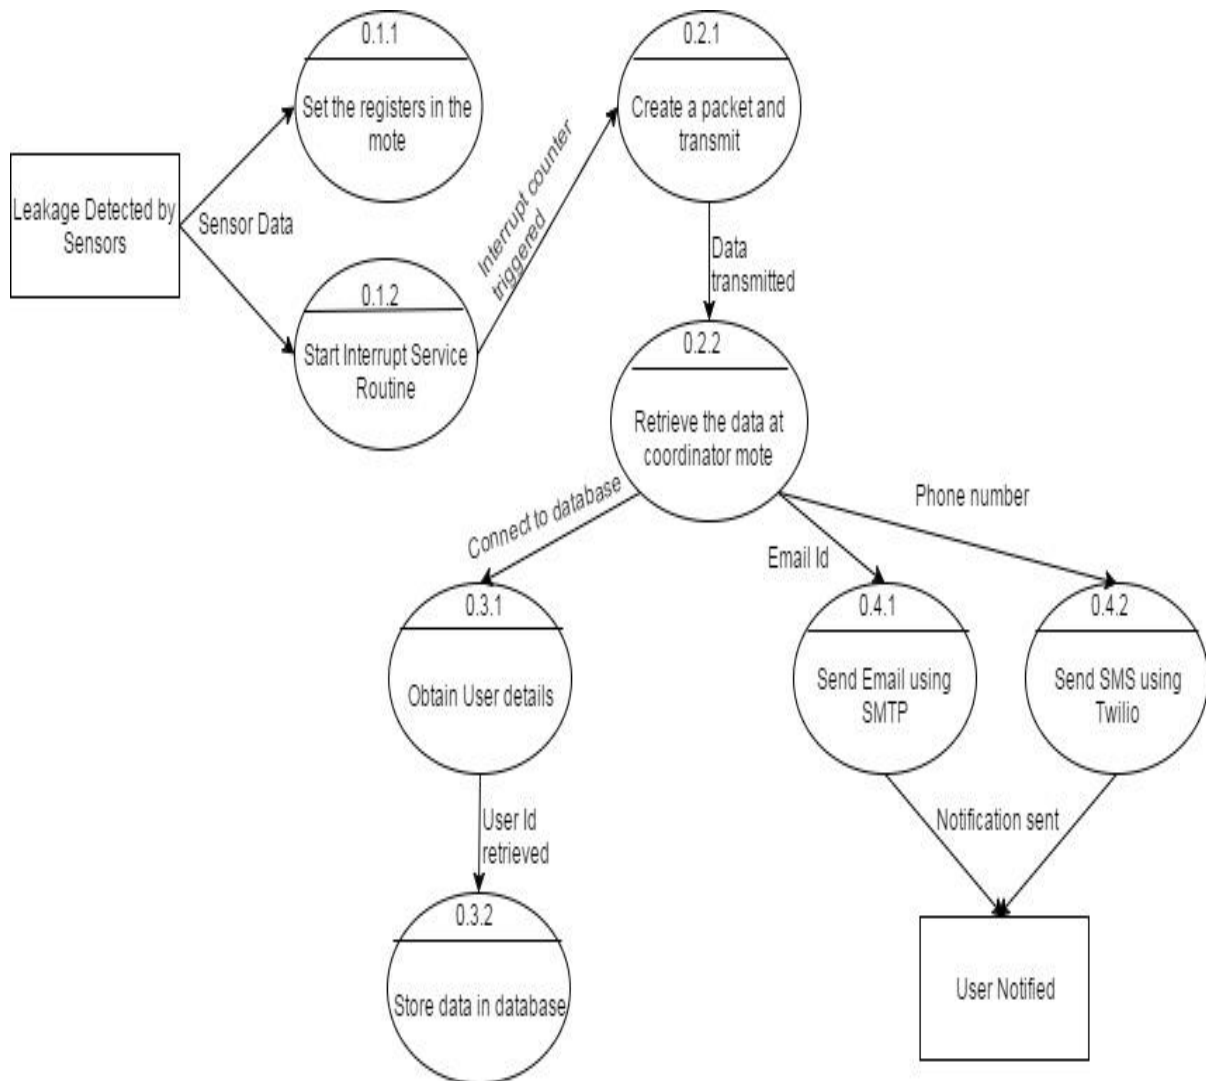 0.1.1
Set the registers in the
mote
0.2.1
Create a packet and
transmit
Leakage Detected by
Sensors
Sensor Data
Interrupt counter
triggered
0.1.2
Start Interrupt Service
Routine
Data
transmitted
0.2.2
Retrieve the data at
coordinator mote
Connect to database
Email Id
Phone number
0.3.1
Obtain User details
0.4.1
Send Email using
SMTP
0.4.2
Send SMS using
Twilio
User Id
retrieved
Notification sent
0.3.2
Store data in database
User Notified